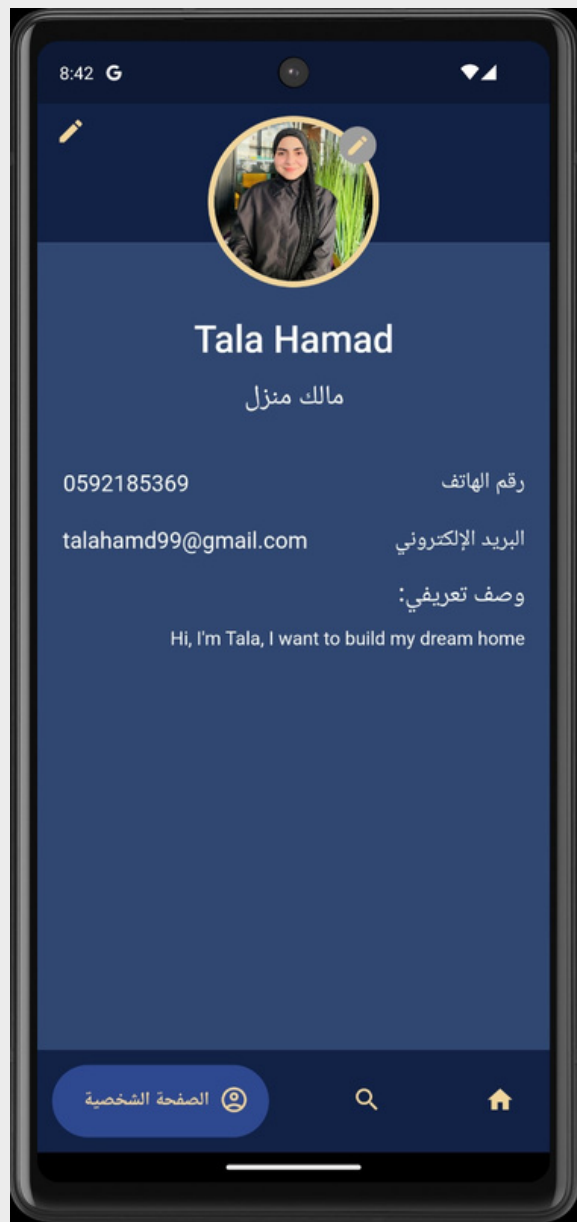 8:42 G
Tala Hamad
مالك منزل
رقم الهاتف 0592185369
البريد الإلكتروني talahamd99@gmail.com
وصف تعريفي:
Hi, I'm Tala, I want to build my dream home
الصفحة الشخصية